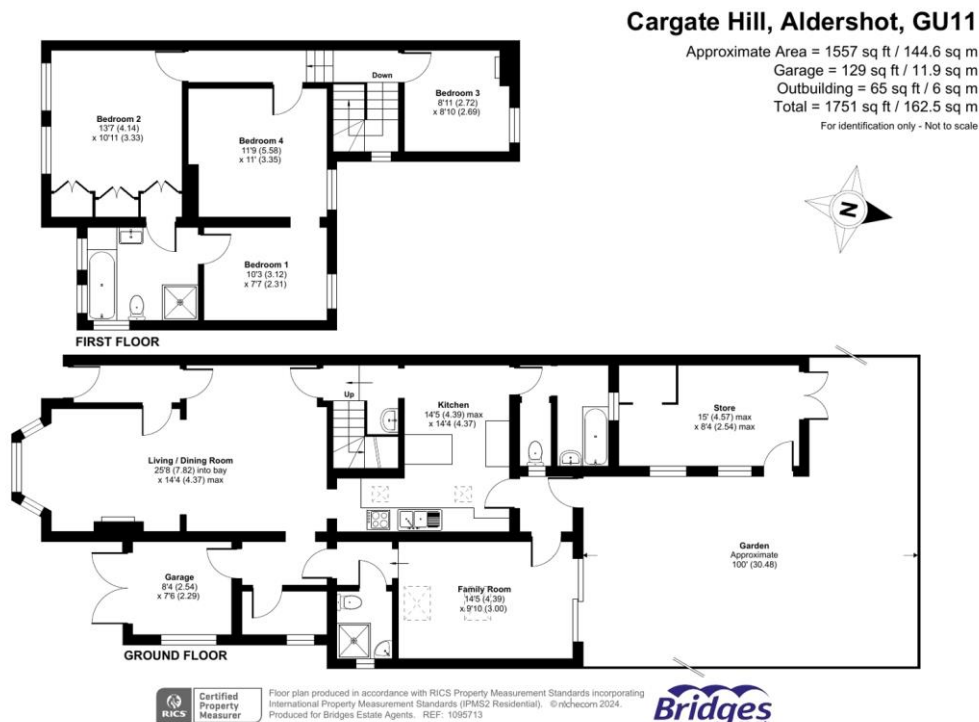 Cargate Hill, Aldershot, GU11
Approximate Area = 1557 sq ft / 144.6 sq m
Garage = 129 sq ft / 11.9 sq m
Outbuilding = 65 sq ft / 6 sq m
Total = 1751 sq ft / 162.5 sq m
For identification only - Not to scale
N
Down
Bedroom 2
13'7 (4.14)
x 10'11 (3.33)
Bedroom 4
11'9 (5.58)
x 11' (3.35)
Bedroom 3
8'11 (2.72)
x 8'10 (2.69)
Bedroom 1
10'3 (3.12)
x 7'7 (2.31)
FIRST FLOOR
Up
Kitchen
14'5 (4.39) max
x 14'4 (4.37)
Store
15' (4.57) max
x 8'4 (2.54) max
Living / Dining Room
25'8 (7.82) into bay
x 14'4 (4.37) max
Garden
Approximate
100' (30.48)
Garage
8'4 (2.54)
x 7'6 (2.29)
Family Room
14'5 (4.39)
x 9'10 (3.00)
GROUND FLOOR
RICS
Certified
Property
Measurer
Floor plan produced in accordance with RICS Property Measurement Standards incorporating
International Property Measurement Standards (IPMS2 Residential). © nichecom 2024.
Produced for Bridges Estate Agents. REF: 1095713
Bridges